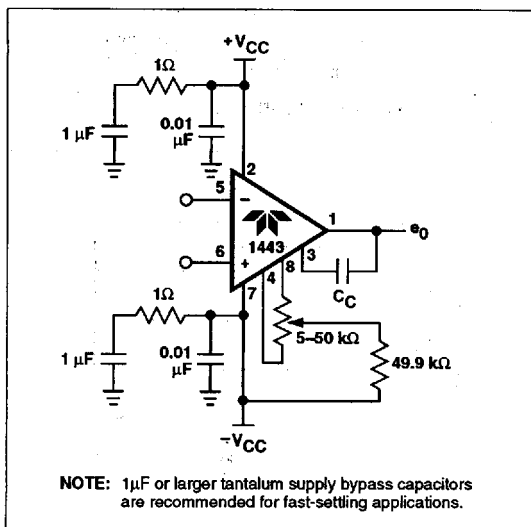 +VCC
1Ω
1 µF
0.01
µF
2
5
−
1
e0
1443
3
6
+
8
4
CC
7
1Ω
5–50 kΩ
1 µF
0.01
µF
49.9 kΩ
−VCC
NOTE: 1µF or larger tantalum supply bypass capacitors
are recommended for fast-settling applications.